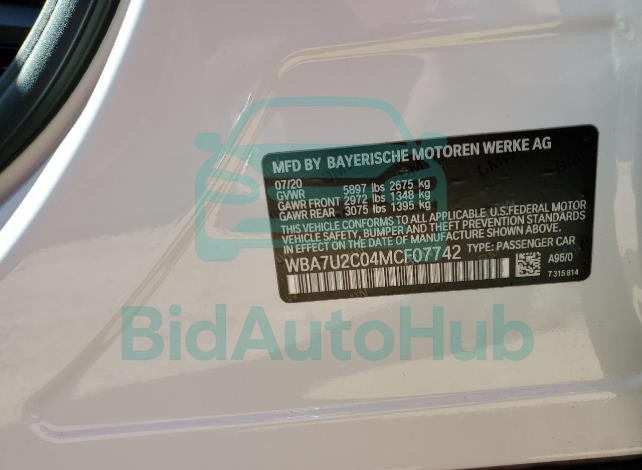 MFD BY BAYERISCHE MOTOREN WERKE AG
07/20
GVWR 5897 lbs 2675 kg
GAWR FRONT 2972 lbs 1348 kg
GAWR REAR 3075 lbs 1395 kg
THIS VEHICLE CONFORMS TO ALL APPLICABLE U.S.FEDERAL MOTOR
VEHICLE SAFETY, BUMPER, AND THEFT PREVENTION STANDARDS
IN EFFECT ON THE DATE OF MANUFACTURE SHOWN ABOVE.
WBA7U2C04MCF07742 TYPE: PASSENGER CAR
A95/0
7 315 814
BidAutoHub